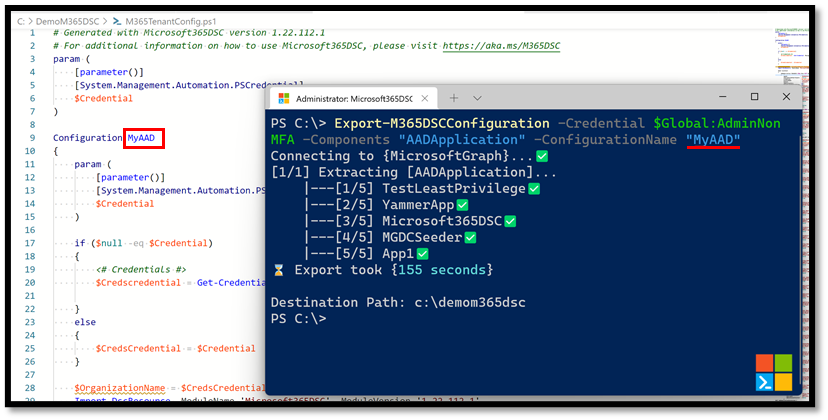 C: > DemoM365DSC > M365TenantConfig.ps1
1 # Generated with Microsoft365DSC version 1.22.112.1
2 # For additional information on how to use Microsoft365DSC, please visit https://aka.ms/M365DSC
3 param (
4 [parameter()]
5 [System.Management.Automation.PSCredential]
6 $Credential
7 )
8
9 Configuration MyAAD
10 {
11 param (
12 [parameter()]
13 [System.Management.Automation.PS
14 $Credential
15 )
16
17 if ($null -eq $Credential)
18 {
19 <# Credentials #>
20 $Credscredential = Get-Credentia
21
22 }
23 else
24 {
25 $CredsCredential = $Credential
26 }
27
28 $OrganizationName = $CredsCredential
29 Import-DscResource -ModuleName 'Microsoft365DSC' -ModuleVersion '1.22.112.1'
Administrator: Microsoft365DSC
PS C:\> Export-M365DSCConfiguration -Credential $Global:AdminNon
MFA -Components "AADApplication" -ConfigurationName "MyAAD"
Connecting to {MicrosoftGraph}...✅
[1/1] Extracting [AADApplication]...
|---[1/5] TestLeastPrivilege✅
|---[2/5] YammerApp✅
|---[3/5] Microsoft365DSC✅
|---[4/5] MGDCSeeder✅
|---[5/5] App1✅
⌛ Export took {155 seconds}
Destination Path: c:\demom365dsc
PS C:\>